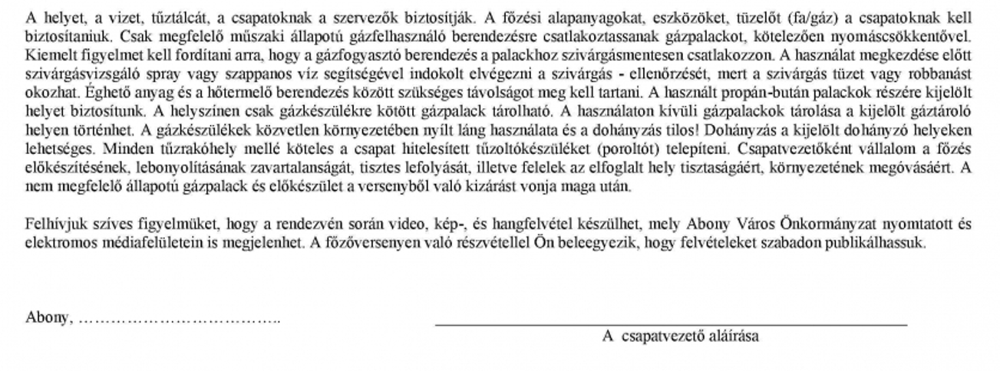 A helyet, a vizet, tűztálcát, a csapatoknak a szervezők biztosítják. A főzési alapanyagokat, eszközöket, tüzelőt (fa/gáz) a csapatoknak kell
biztosítaniuk. Csak megfelelő műszaki állapotú gázfelhasználó berendezésre csatlakoztassanak gázpalackot, kötelezően nyomáscsökkentővel.
Kiemelt figyelmet kell fordítani arra, hogy a gázfogyasztó berendezés a palackhoz szivárgásmentesen csatlakozzon. A használat megkezdése előtt
szivárgásvizsgáló spray vagy szappanos víz segítségével indokolt elvégezni a szivárgás - ellenőrzését, mert a szivárgás tüzet vagy robbanást
okozhat. Éghető anyag és a hőtermelő berendezés között szükséges távolságot meg kell tartani. A használt propán-bután palackok részére kijelölt
helyet biztosítunk. A helyszínen csak gázkészülékre kötött gázpalack tárolható. A használaton kívüli gázpalackok tárolása a kijelölt gáztároló
helyen történhet. A gázkészülékek közvetlen környezetében nyílt láng használata és a dohányzás tilos! Dohányzás a kijelölt dohányzó helyeken
lehetséges. Minden tűzrakóhely mellé köteles a csapat hitelesített tűzoltókészüléket (poroltót) telepíteni. Csapatvezetőként vállalom a főzés
előkészítésének, lebonyolításának zavartalanságát, tisztes lefolyását, illetve felelek az elfoglalt hely tisztaságáért, környezetének megóvásáért. A
nem megfelelő állapotú gázpalack és előkészület a versenyből való kizárást vonja maga után.
Felhívjuk szíves figyelmüket, hogy a rendezvén során video, kép-, és hangfelvétel készülhet, mely Abony Város Önkormányzat nyomtatott és
elektromos médiafelületein is megjelenhet. A főzőversenyen való részvétellel Ön beleegyezik, hogy felvételeket szabadon publikálhassuk.
Abony, ………………………………..
A csapatvezető aláírása